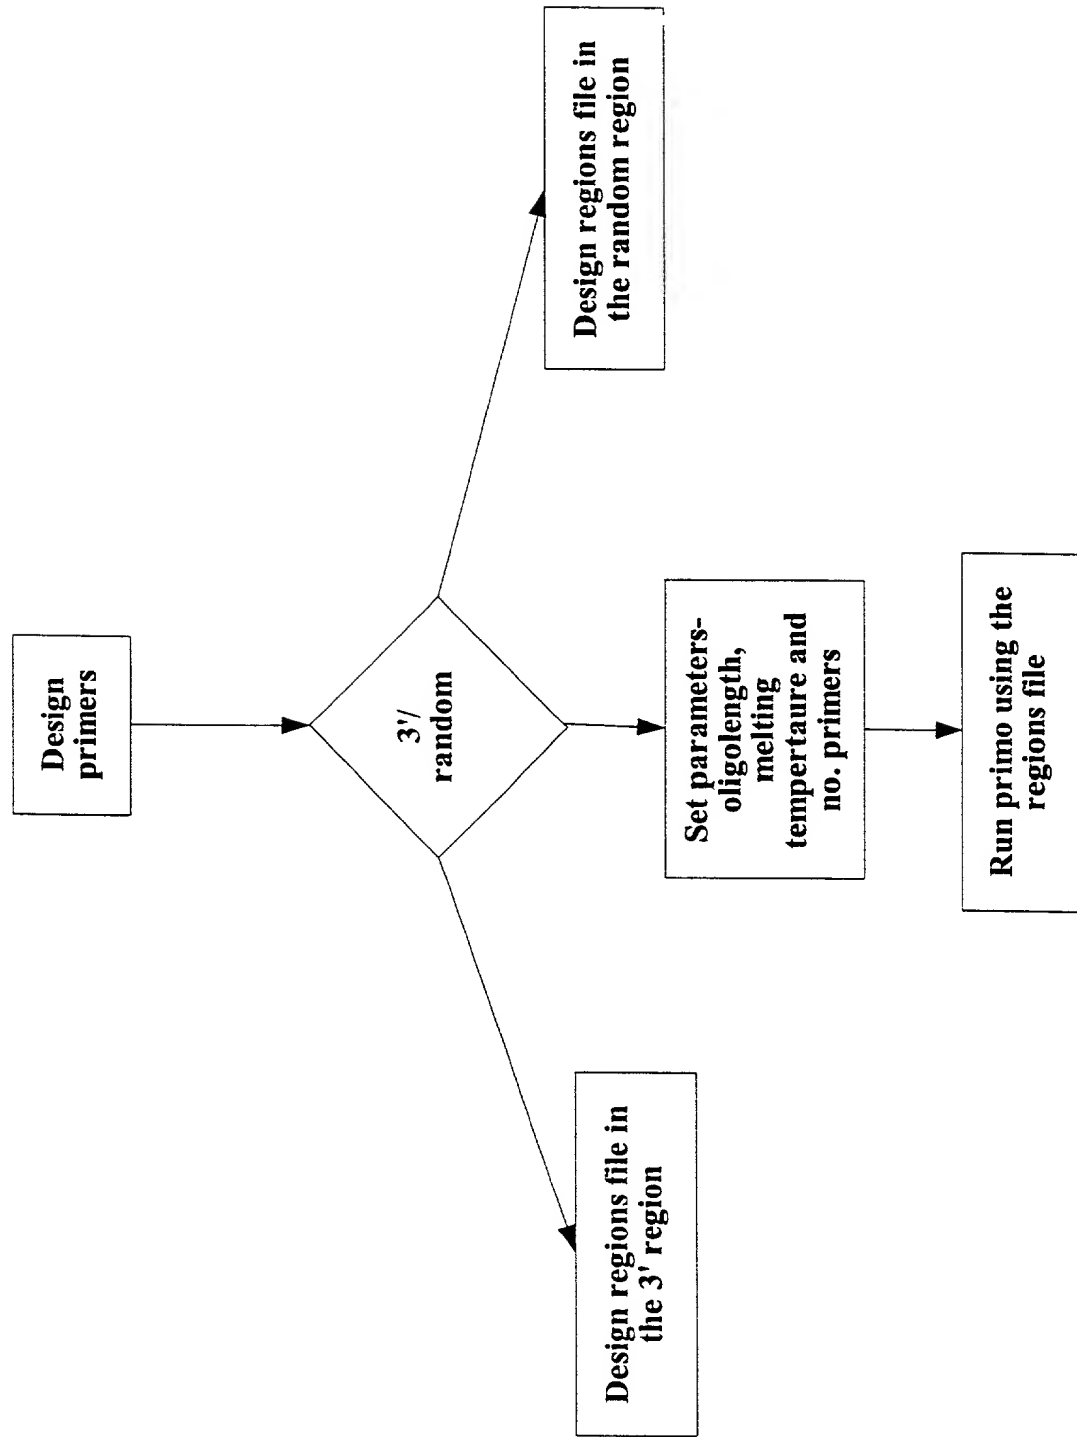 Design
primers
3'/
random
Design regions file in
the 3' region
Set parameters-
oligolength,
melting
tempertaure and
no. primers
Design regions file in
the random region
Run primo using the
regions file